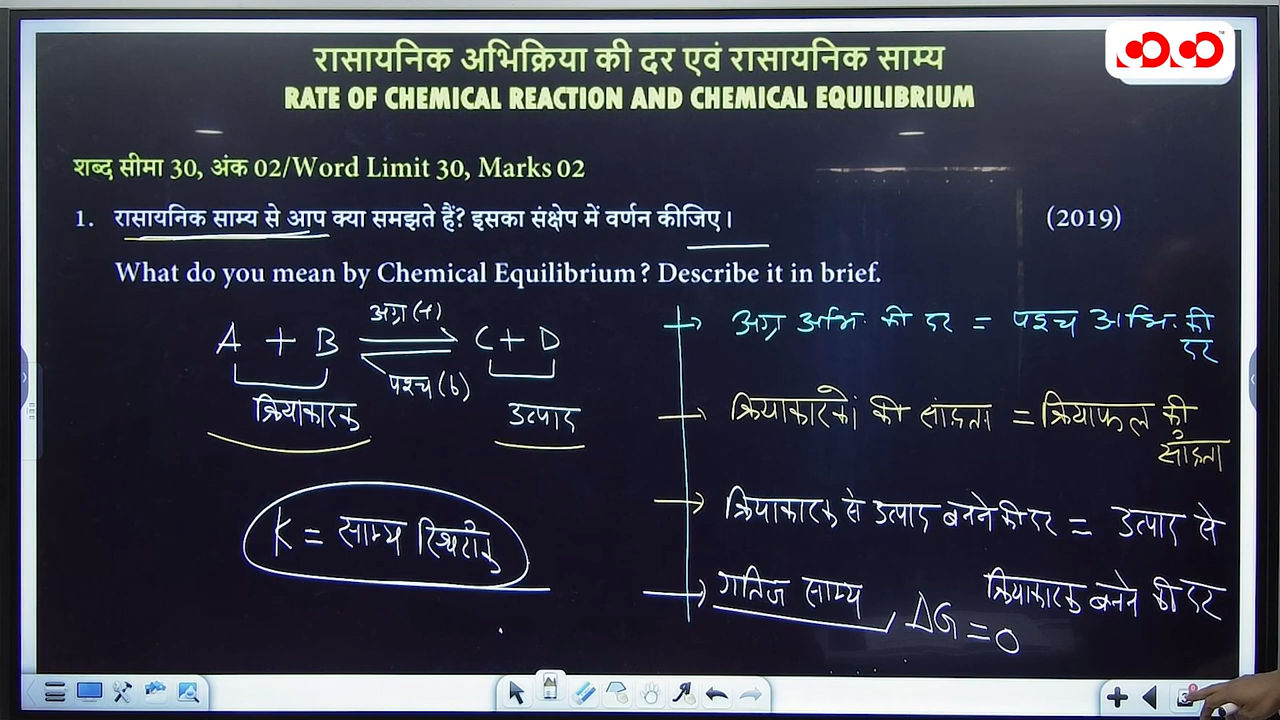 रासायनिक अभिक्रिया की दर एवं रासायनिक साम्य
RATE OF CHEMICAL REACTION AND CHEMICAL EQUILIBRIUM
शब्द सीमा 30, अंक 02/Word Limit 30, Marks 02
1. रासायनिक साम्य से आप क्या समझते हैं? इसका संक्षेप में वर्णन कीजिए। (2019)
What do you mean by Chemical Equilibrium? Describe it in brief.
A + B ⇌ C + D
अग्र (f)
पश्च (b)
क्रियाकारक
उत्पाद
K = साम्य स्थिरांक
→ अग्र अभि. की दर = पश्च अभि. की
दर
→ क्रियाकारकों की सांद्रता = क्रियाफल की
सांद्रता
→ क्रियाकारक से उत्पाद बनने की दर = उत्पाद से
क्रियाकारक बनने की दर
→ गतिज साम्य, ΔG = 0